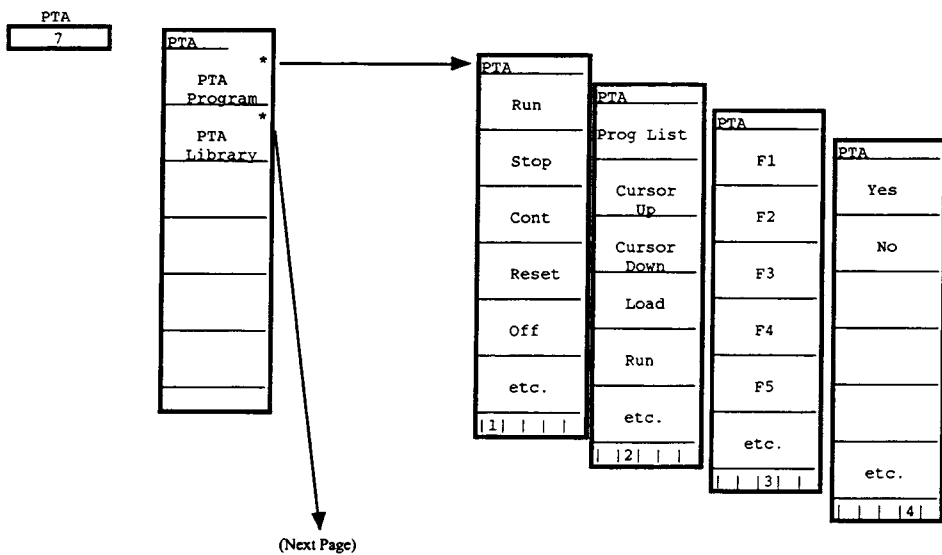 PTA
7
PTA
*
PTA
Program
*
PTA
Library
PTA
Run
Stop
Cont
Reset
Off
etc.
|1| | | |
PTA
Prog List
Cursor
Up
Cursor
Down
Load
Run
etc.
| |2| | |
PTA
F1
F2
F3
F4
F5
etc.
| | |3| |
PTA
Yes
No
etc.
| | | |4|
(Next Page)